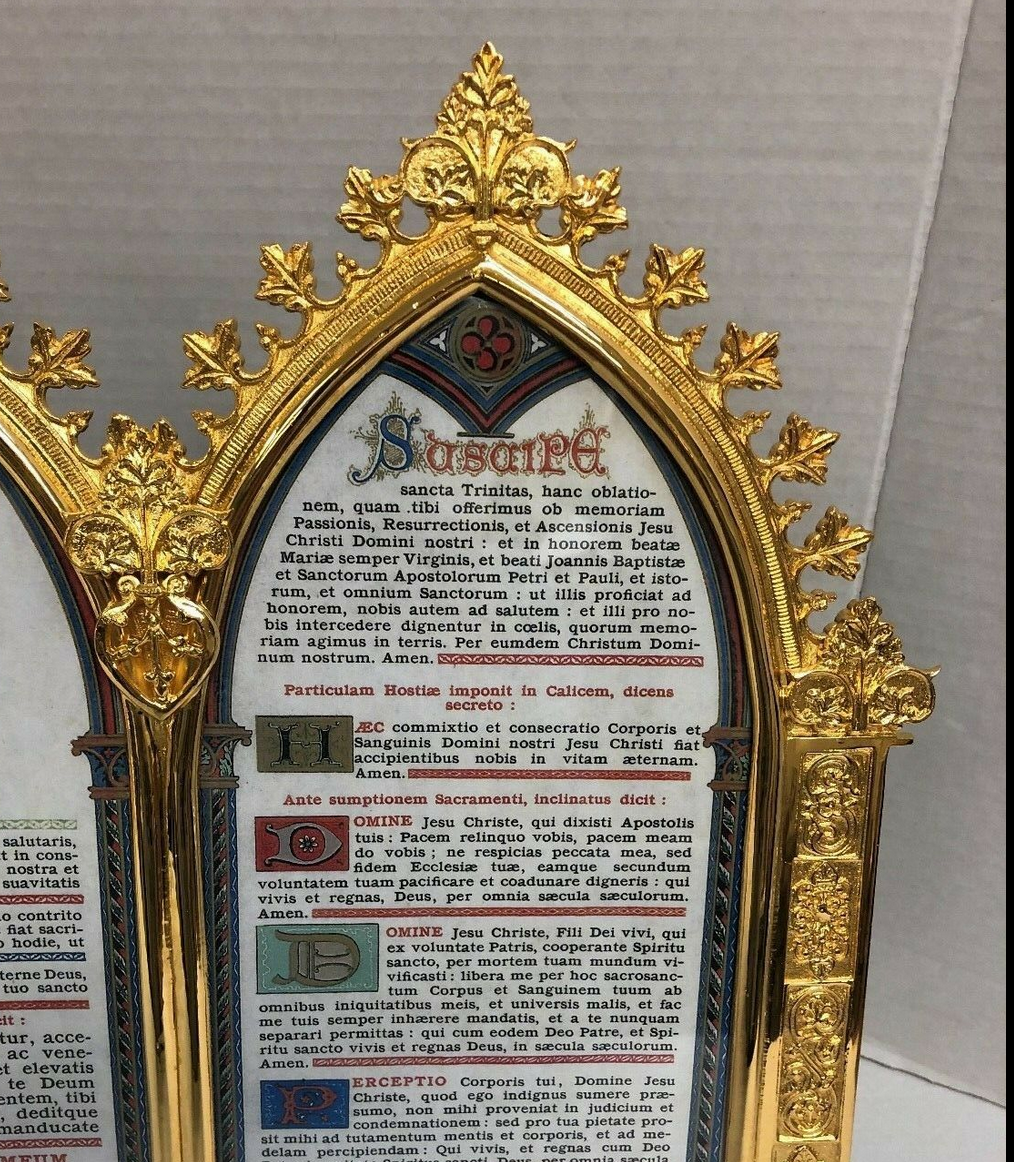 salutaris,
t in cons-
nostra et
suavitatis
o contrito
fiat sacri-
hodie, ut
terne Deus,
tuo sancto
cit :
tur, acce-
ac vene-
et elevatis
te Deum
entem, tibi
, deditque
manducate
MEUM
Suscipe
sancta Trinitas, hanc oblatio-
nem, quam .tibi offerimus ob memoriam
Passionis, Resurrectionis, et Ascensionis Jesu
Christi Domini nostri : et in honorem beatæ
Mariæ semper Virginis, et beati Joannis Baptistæ
et Sanctorum Apostolorum Petri et Pauli, et isto-
rum, et omnium Sanctorum : ut illis proficiat ad
honorem, nobis autem ad salutem : et illi pro no-
bis intercedere dignentur in cœlis, quorum memo-
riam agimus in terris. Per eumdem Christum Domi-
num nostrum. Amen.
Particulam Hostiæ imponit in Calicem, dicens
secreto :
HÆC commixtio et consecratio Corporis et
Sanguinis Domini nostri Jesu Christi fiat
accipientibus nobis in vitam æternam.
Amen.
Ante sumptionem Sacramenti, inclinatus dicit :
DOMINE Jesu Christe, qui dixisti Apostolis
tuis : Pacem relinquo vobis, pacem meam
do vobis ; ne respicias peccata mea, sed
fidem Ecclesiæ tuæ, eamque secundum
voluntatem tuam pacificare et coadunare digneris : qui
vivis et regnas, Deus, per omnia sæcula sæculorum.
Amen.
DOMINE Jesu Christe, Fili Dei vivi, qui
ex voluntate Patris, cooperante Spiritu
sancto, per mortem tuam mundum vi-
vificasti : libera me per hoc sacrosanc-
tum Corpus et Sanguinem tuum ab
omnibus iniquitatibus meis, et universis malis, et fac
me tuis semper inhærere mandatis, et a te nunquam
separari permittas : qui cum eodem Deo Patre, et Spi-
ritu sancto vivis et regnas Deus, in sæcula sæculorum.
Amen.
PERCEPTIO Corporis tui, Domine Jesu
Christe, quod ego indignus sumere præ-
sumo, non mihi proveniat in judicium et
condemnationem : sed pro tua pietate pro-
sit mihi ad tutamentum mentis et corporis, et ad me-
delam percipiendam : Qui vivis, et regnas cum Deo